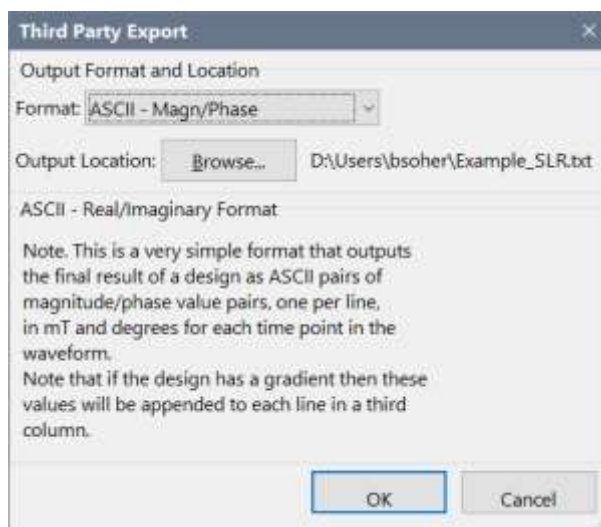 Third Party Export
Output Format and Location
Format: ASCII - Magn/Phase
Output Location: Browse... D:\Users\bsoher\Example_SLR.txt
ASCII - Real/Imaginary Format
Note. This is a very simple format that outputs
the final result of a design as ASCII pairs of
magnitude/phase value pairs, one per line,
in mT and degrees for each time point in the
waveform.
Note that if the design has a gradient then these
values will be appended to each line in a third
column.
OK Cancel